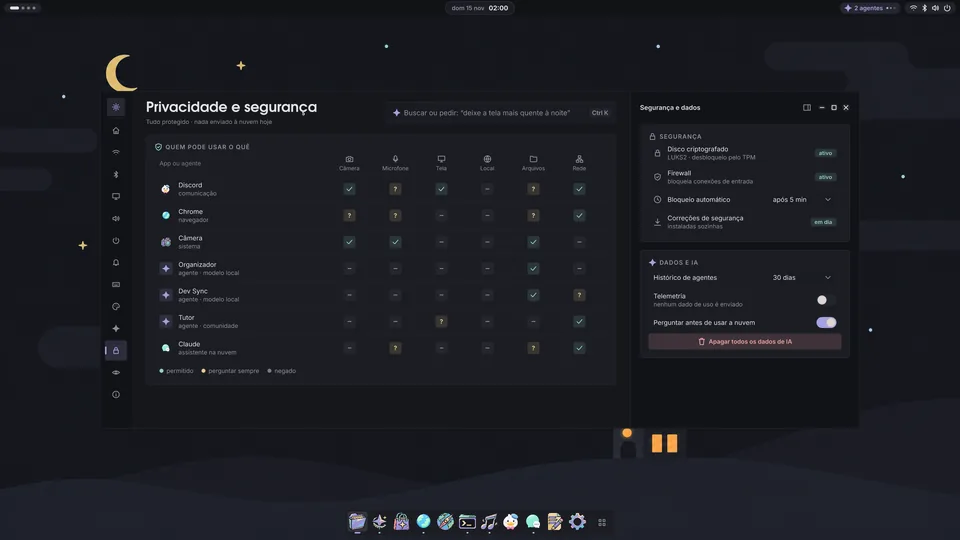 dom 15 nov 02:00
2 agentes
Privacidade e segurança
Tudo protegido · nada enviado à nuvem hoje
Buscar ou pedir: "deixe a tela mais quente à noite" Ctrl K
QUEM PODE USAR O QUÊ
App ou agente Câmera Microfone Tela Local Arquivos Rede
Discord
comunicação
Chrome
navegador
Câmera
sistema
Organizador
agente · modelo local
Dev Sync
agente · modelo local
Tutor
agente · comunidade
Claude
assistente na nuvem
permitido perguntar sempre negado
Segurança e dados
SEGURANÇA
Disco criptografado
LUKS2 · desbloqueio pelo TPM
ativo
Firewall
bloqueia conexões de entrada
ativo
Bloqueio automático após 5 min
Correções de segurança
instaladas sozinhas
em dia
DADOS E IA
Histórico de agentes 30 dias
Telemetria
nenhum dado de uso é enviado
Perguntar antes de usar a nuvem
Apagar todos os dados de IA